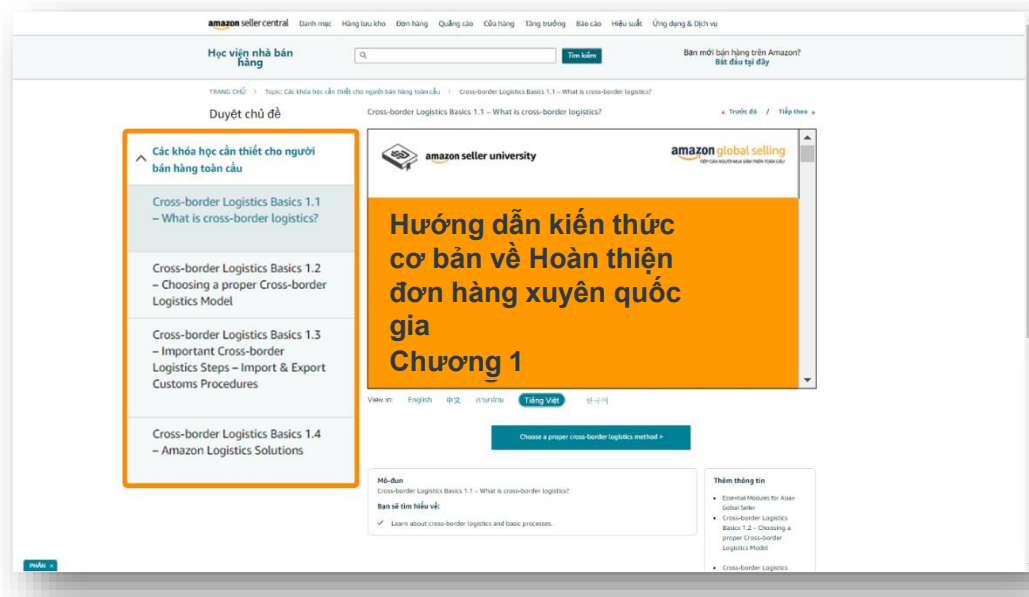 amazon seller central Danh mục Hàng lưu kho Đơn hàng Quảng cáo Cửa hàng Tăng trưởng Báo cáo Hiệu suất Ứng dụng & Dịch vụ
Học viện nhà bán
hàng
Tìm kiếm
Bạn mới bán hàng trên Amazon?
Bắt đầu tại đây
TRANG CHỦ > Topic: Các khóa học cần thiết cho người bán hàng toàn cầu > Cross-border Logistics Basics 1.1 – What is cross-border logistics?
Duyệt chủ đề
Cross-border Logistics Basics 1.1 – What is cross-border logistics?
Trước đó / Tiếp theo
Các khóa học cần thiết cho người
bán hàng toàn cầu
Cross-border Logistics Basics 1.1
– What is cross-border logistics?
Cross-border Logistics Basics 1.2
– Choosing a proper Cross-border
Logistics Model
Cross-border Logistics Basics 1.3
– Important Cross-border
Logistics Steps – Import & Export
Customs Procedures
Cross-border Logistics Basics 1.4
– Amazon Logistics Solutions
amazon seller university
amazon global selling
TIẾP CẬN NGƯỜI MUA SẮM TRÊN TOÀN CẦU
Hướng dẫn kiến thức
cơ bản về Hoàn thiện
đơn hàng xuyên quốc
gia
Chương 1
View in: English 中文 ภาษาไทย Tiếng Việt 한국어
Choose a proper cross-border logistics method >
Mô-đun
Cross-border Logistics Basics 1.1 – What is cross-border logistics?
Bạn sẽ tìm hiểu về:
✓ Learn about cross-border logistics and basic processes.
Thêm thông tin
• Essential Modules for Asian
Global Seller
• Cross-border Logistics
Basics 1.2 – Choosing a
proper Cross-border
Logistics Model
• Cross-border Logistics
PHẦN ×